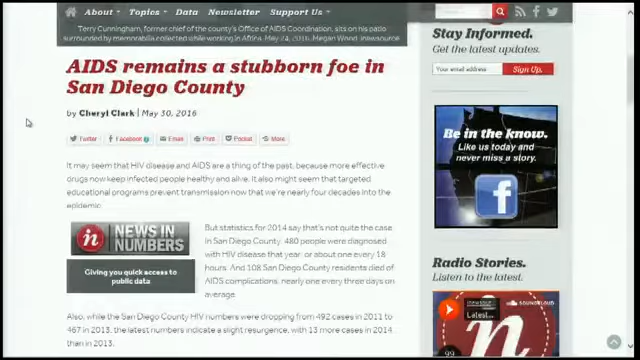 About Topics Data Newsletter Support Us
Terry Cunningham, former chief of the county's Office of AIDS Coordination, sits on his patio
surrounded by memorabilia collected while working in Africa, May 24, 2016. Megan Wood, inewsource
AIDS remains a stubborn foe in
San Diego County
by Cheryl Clark | May 30, 2016
Twitter Facebook Email Print Pocket More
It may seem that HIV disease and AIDS are a thing of the past, because more effective
drugs now keep infected people healthy and alive. It also might seem that targeted
educational programs prevent transmission now that we're nearly four decades into the
epidemic.
NEWS IN
NUMBERS
Giving you quick access to
public data
But statistics for 2014 say that's not quite the case
in San Diego County. 480 people were diagnosed
with HIV disease that year, or about one every 18
hours. And 108 San Diego County residents died of
AIDS complications, nearly one every three days on
average.
Also, while the San Diego County HIV numbers were dropping from 492 cases in 2011 to
467 in 2013, the latest numbers indicate a slight resurgence, with 13 more cases in 2014
than in 2013.
Stay Informed.
Get the latest updates.
Your email address Sign Up.
Be in the know.
Like us today and
never miss a story.
f
Radio Stories.
Listen to the latest.
SOUNDCLOUD
Latest...
n
99